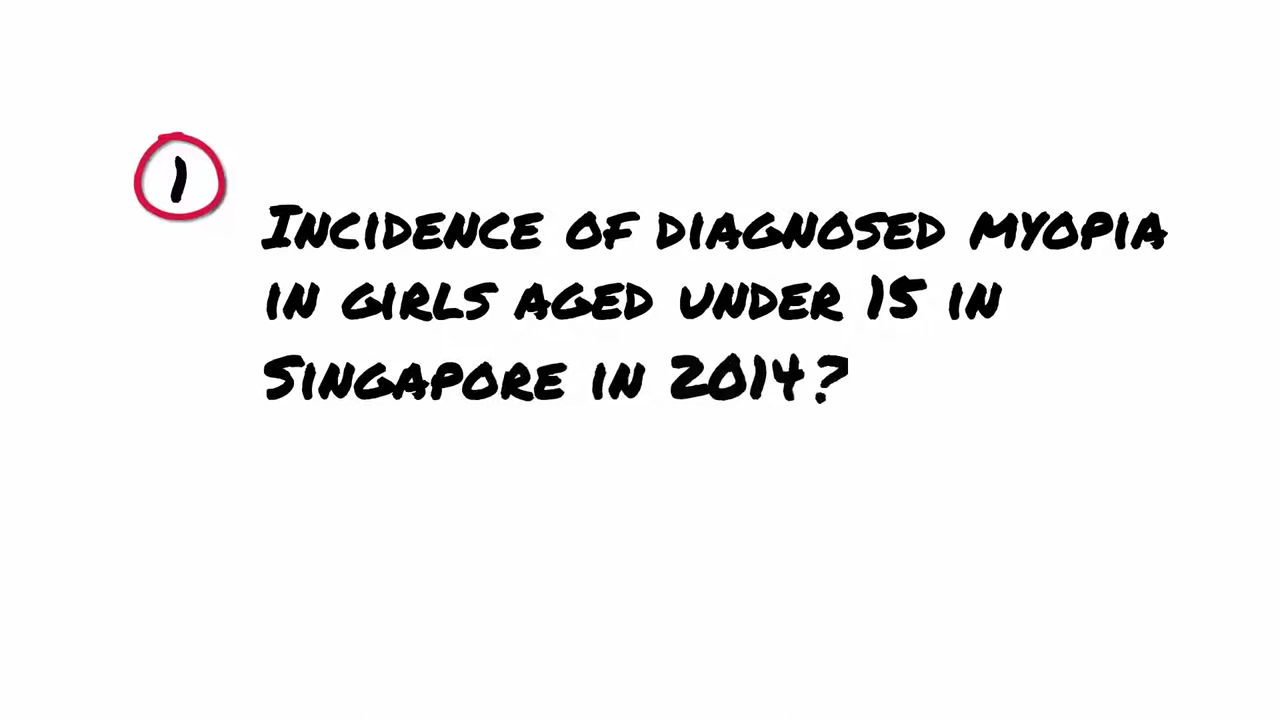 1
Incidence of diagnosed myopia
in girls aged under 15 in
Singapore in 2014?